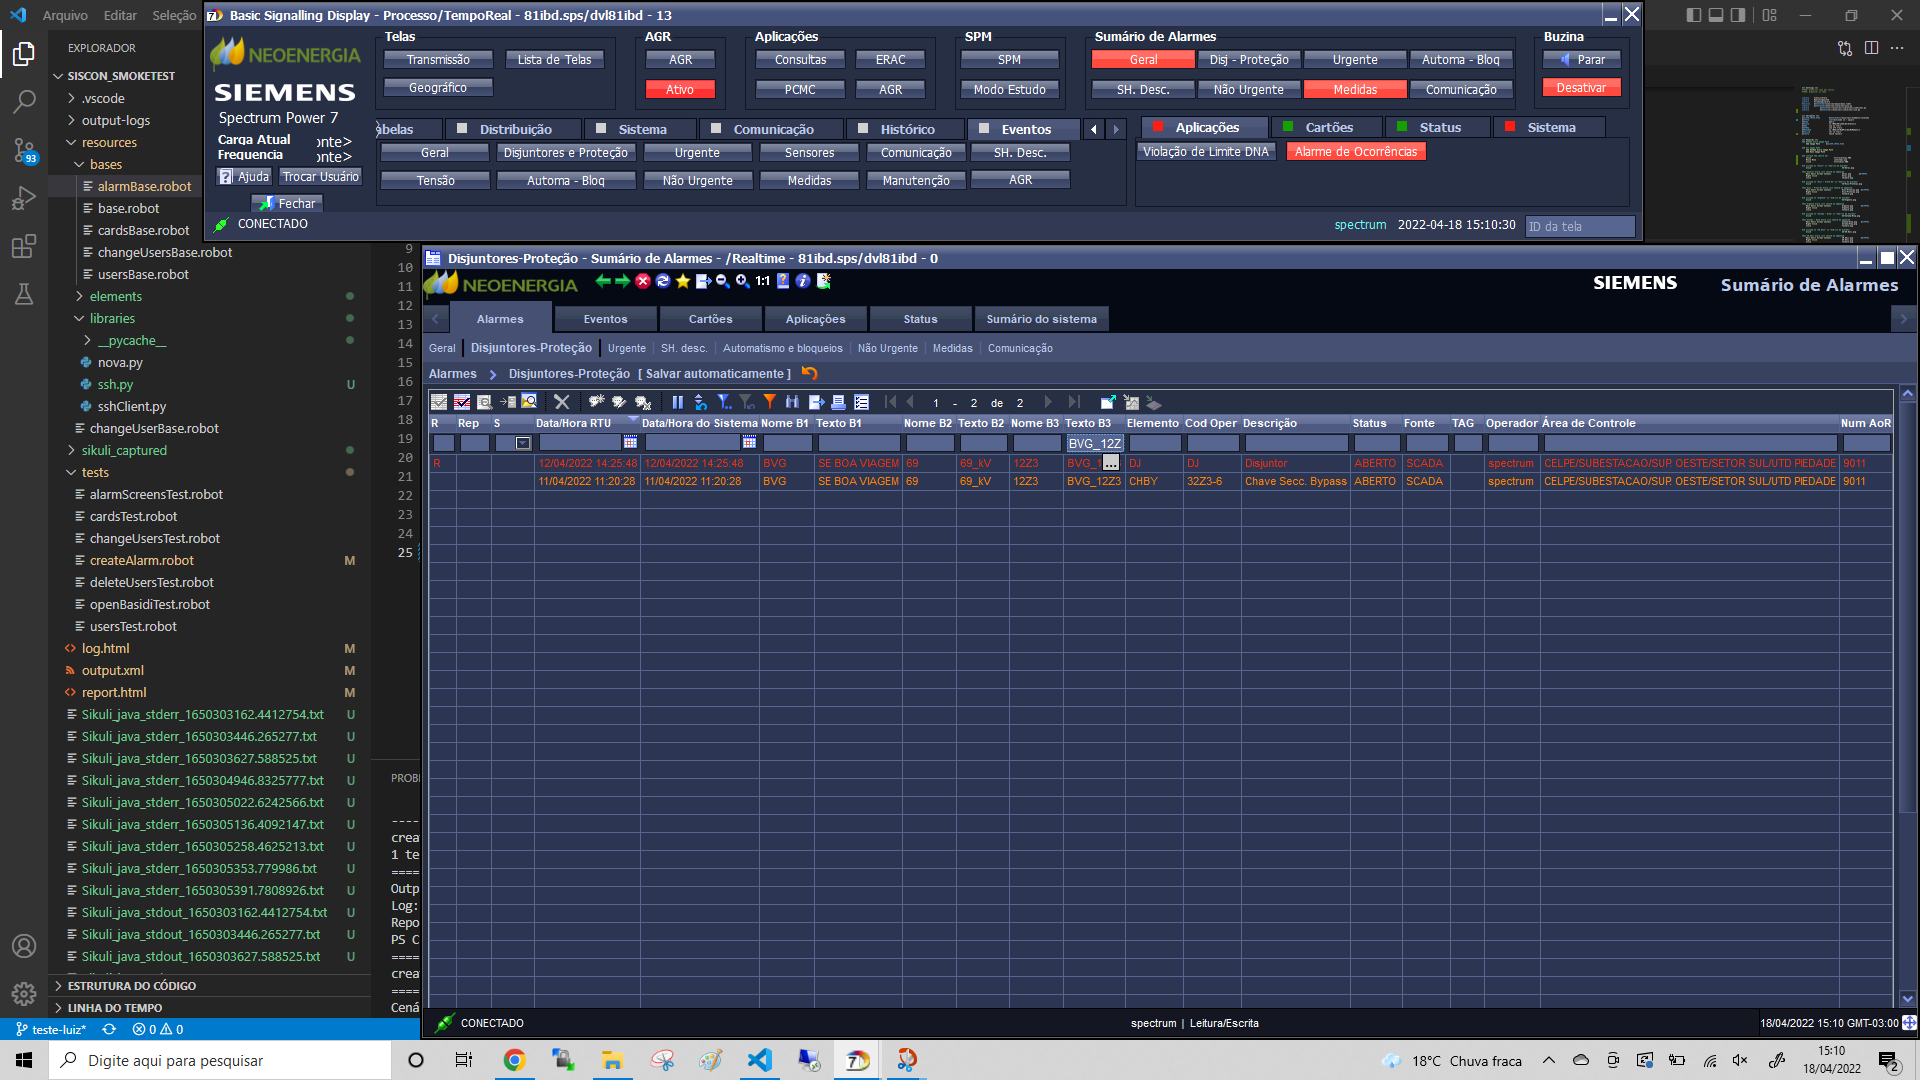 Arquivo Editar Seleção
EXPLORADOR
SISCON_SMOKETEST
.vscode
output-logs
resources
bases
alarmBase.robot
base.robot
cardsBase.robot
changeUsersBase.robot
usersBase.robot
elements
libraries
__pycache__
nova.py
ssh.py U
sshClient.py
changeUserBase.robot
sikuli_captured
tests
alarmScreensTest.robot
cardsTest.robot
changeUsersTest.robot
createAlarm.robot M
deleteUsersTest.robot
openBasidiTest.robot
usersTest.robot
log.html M
output.xml M
report.html M
Sikuli_java_stderr_1650303162.4412754.txt U
Sikuli_java_stderr_1650303446.265277.txt U
Sikuli_java_stderr_1650303627.588525.txt U
Sikuli_java_stderr_1650304946.8325777.txt U
Sikuli_java_stderr_1650305022.6242566.txt U
Sikuli_java_stderr_1650305136.4092147.txt U
Sikuli_java_stderr_1650305258.4625213.txt U
Sikuli_java_stderr_1650305353.779986.txt U
Sikuli_java_stderr_1650305391.7808926.txt U
Sikuli_java_stdout_1650303162.4412754.txt U
Sikuli_java_stdout_1650303446.265277.txt U
Sikuli_java_stdout_1650303627.588525.txt U
ESTRUTURA DO CÓDIGO
LINHA DO TEMPO
93
teste-luiz* 0 0
9
10
11
12
13
14
15
16
17
18
19
20
21
22
23
24
25
PROBI
----
crea
1 te
====
Outp
Log:
Repo
PS C
====
crea
====
Cená
Basic Signalling Display - Processo/TempoReal - 81ibd.sps/dvl81ibd - 13
NEOENERGIA
SIEMENS
Spectrum Power 7
Carga Atual onte>
Frequencia onte>
Ajuda Trocar Usuário
Fechar
CONECTADO
Telas
Transmissão Lista de Telas
Geográfico
AGR
AGR
Ativo
Aplicações
Consultas ERAC
PCMC AGR
SPM
SPM
Modo Estudo
Sumário de Alarmes
Geral Disj - Proteção Urgente Automa - Bloq
SH. Desc. Não Urgente Medidas Comunicação
Buzina
Parar
Desativar
abelas Distribuição Sistema Comunicação Histórico Eventos
Geral Disjuntores e Proteção Urgente Sensores Comunicação SH. Desc.
Tensão Automa - Bloq Não Urgente Medidas Manutenção AGR
Aplicações Cartões Status Sistema
Violação de Limite DNA Alarme de Ocorrências
spectrum 2022-04-18 15:10:30 ID da tela
Disjuntores-Proteção - Sumário de Alarmes - /Realtime - 81ibd.sps/dvl81ibd - 0
NEOENERGIA 1:1 SIEMENS Sumário de Alarmes
Alarmes Eventos Cartões Aplicações Status Sumário do sistema
Geral Disjuntores-Proteção Urgente SH. desc. Automatismo e bloqueios Não Urgente Medidas Comunicação
Alarmes > Disjuntores-Proteção [ Salvar automaticamente ]
1 - 2 de 2
R Rep S Data/Hora RTU Data/Hora do Sistema Nome B1 Texto B1 Nome B2 Texto B2 Nome B3 Texto B3 Elemento Cod Oper Descrição Status Fonte TAG Operador Área de Controle Num AoR
BVG_12Z
R 12/04/2022 14:25:48 12/04/2022 14:25:48 BVG SE BOA VIAGEM 69 69_kV 12Z3 BVG_1 ... DJ DJ Disjuntor ABERTO SCADA spectrum CELPE/SUBESTACAO/SUP. OESTE/SETOR SUL/UTD PIEDADE 9011
11/04/2022 11:20:28 11/04/2022 11:20:28 BVG SE BOA VIAGEM 69 69_kV 12Z3 BVG_12Z3 CHBY 32Z3-6 Chave Secc. Bypass ABERTO SCADA spectrum CELPE/SUBESTACAO/SUP. OESTE/SETOR SUL/UTD PIEDADE 9011
CONECTADO spectrum | Leitura/Escrita 18/04/2022 15:10 GMT-03:00
Digite aqui para pesquisar
18°C Chuva fraca
15:10
18/04/2022
2